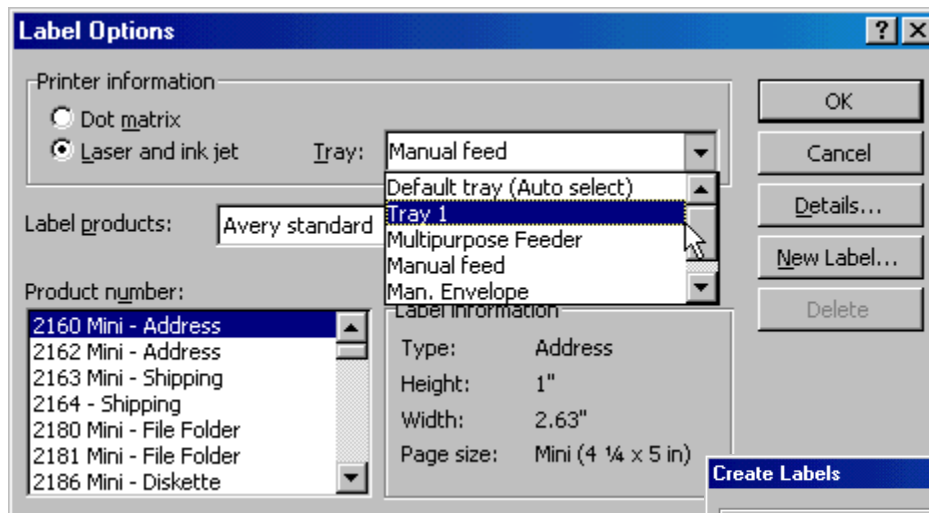 Label Options
Printer information
Dot matrix
Laser and ink jet
Tray:
Manual feed
Default tray (Auto select)
Tray 1
Multipurpose Feeder
Manual feed
Man. Envelope
Label products:
Avery standard
Product number:
2160 Mini - Address
2162 Mini - Address
2163 Mini - Shipping
2164 - Shipping
2180 Mini - File Folder
2181 Mini - File Folder
2186 Mini - Diskette
Label information
Type: Address
Height: 1"
Width: 2.63"
Page size: Mini (4 ¼ x 5 in)
OK
Cancel
Details...
New Label...
Delete
Create Labels